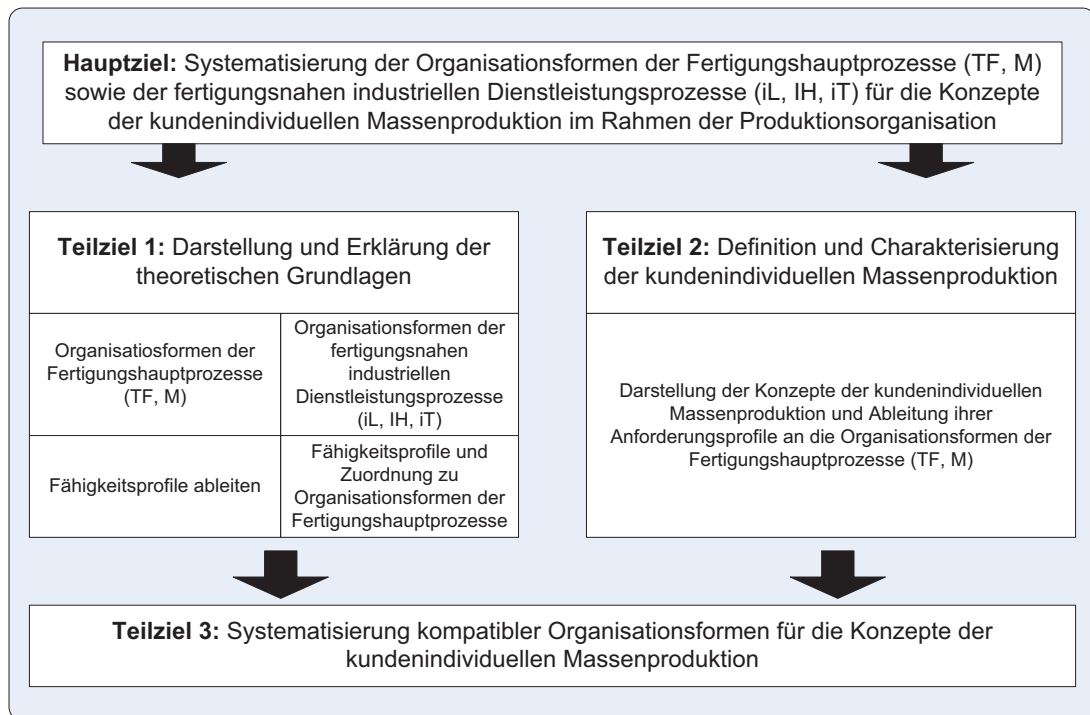 Hauptziel: Systematisierung der Organisationsformen der Fertigungshauptprozesse (TF, M)
sowie der fertigungsnahen industriellen Dienstleistungsprozesse (iL, IH, iT) für die Konzepte
der kundenindividuellen Massenproduktion im Rahmen der Produktionsorganisation
Teilziel 1: Darstellung und Erklärung der
theoretischen Grundlagen
Organisatiosformen der
Fertigungshauptprozesse
(TF, M)
Organisationsformen der
fertigungsnahen
industriellen
Dienstleistungsprozesse
(iL, IH, iT)
Fähigkeitsprofile ableiten
Fähigkeitsprofile und
Zuordnung zu
Organisationsformen der
Fertigungshauptprozesse
Teilziel 2: Definition und Charakterisierung
der kundenindividuellen Massenproduktion
Darstellung der Konzepte der kundenindividuellen
Massenproduktion und Ableitung ihrer
Anforderungsprofile an die Organisationsformen der
Fertigungshauptprozesse (TF, M)
Teilziel 3: Systematisierung kompatibler Organisationsformen für die Konzepte der
kundenindividuellen Massenproduktion